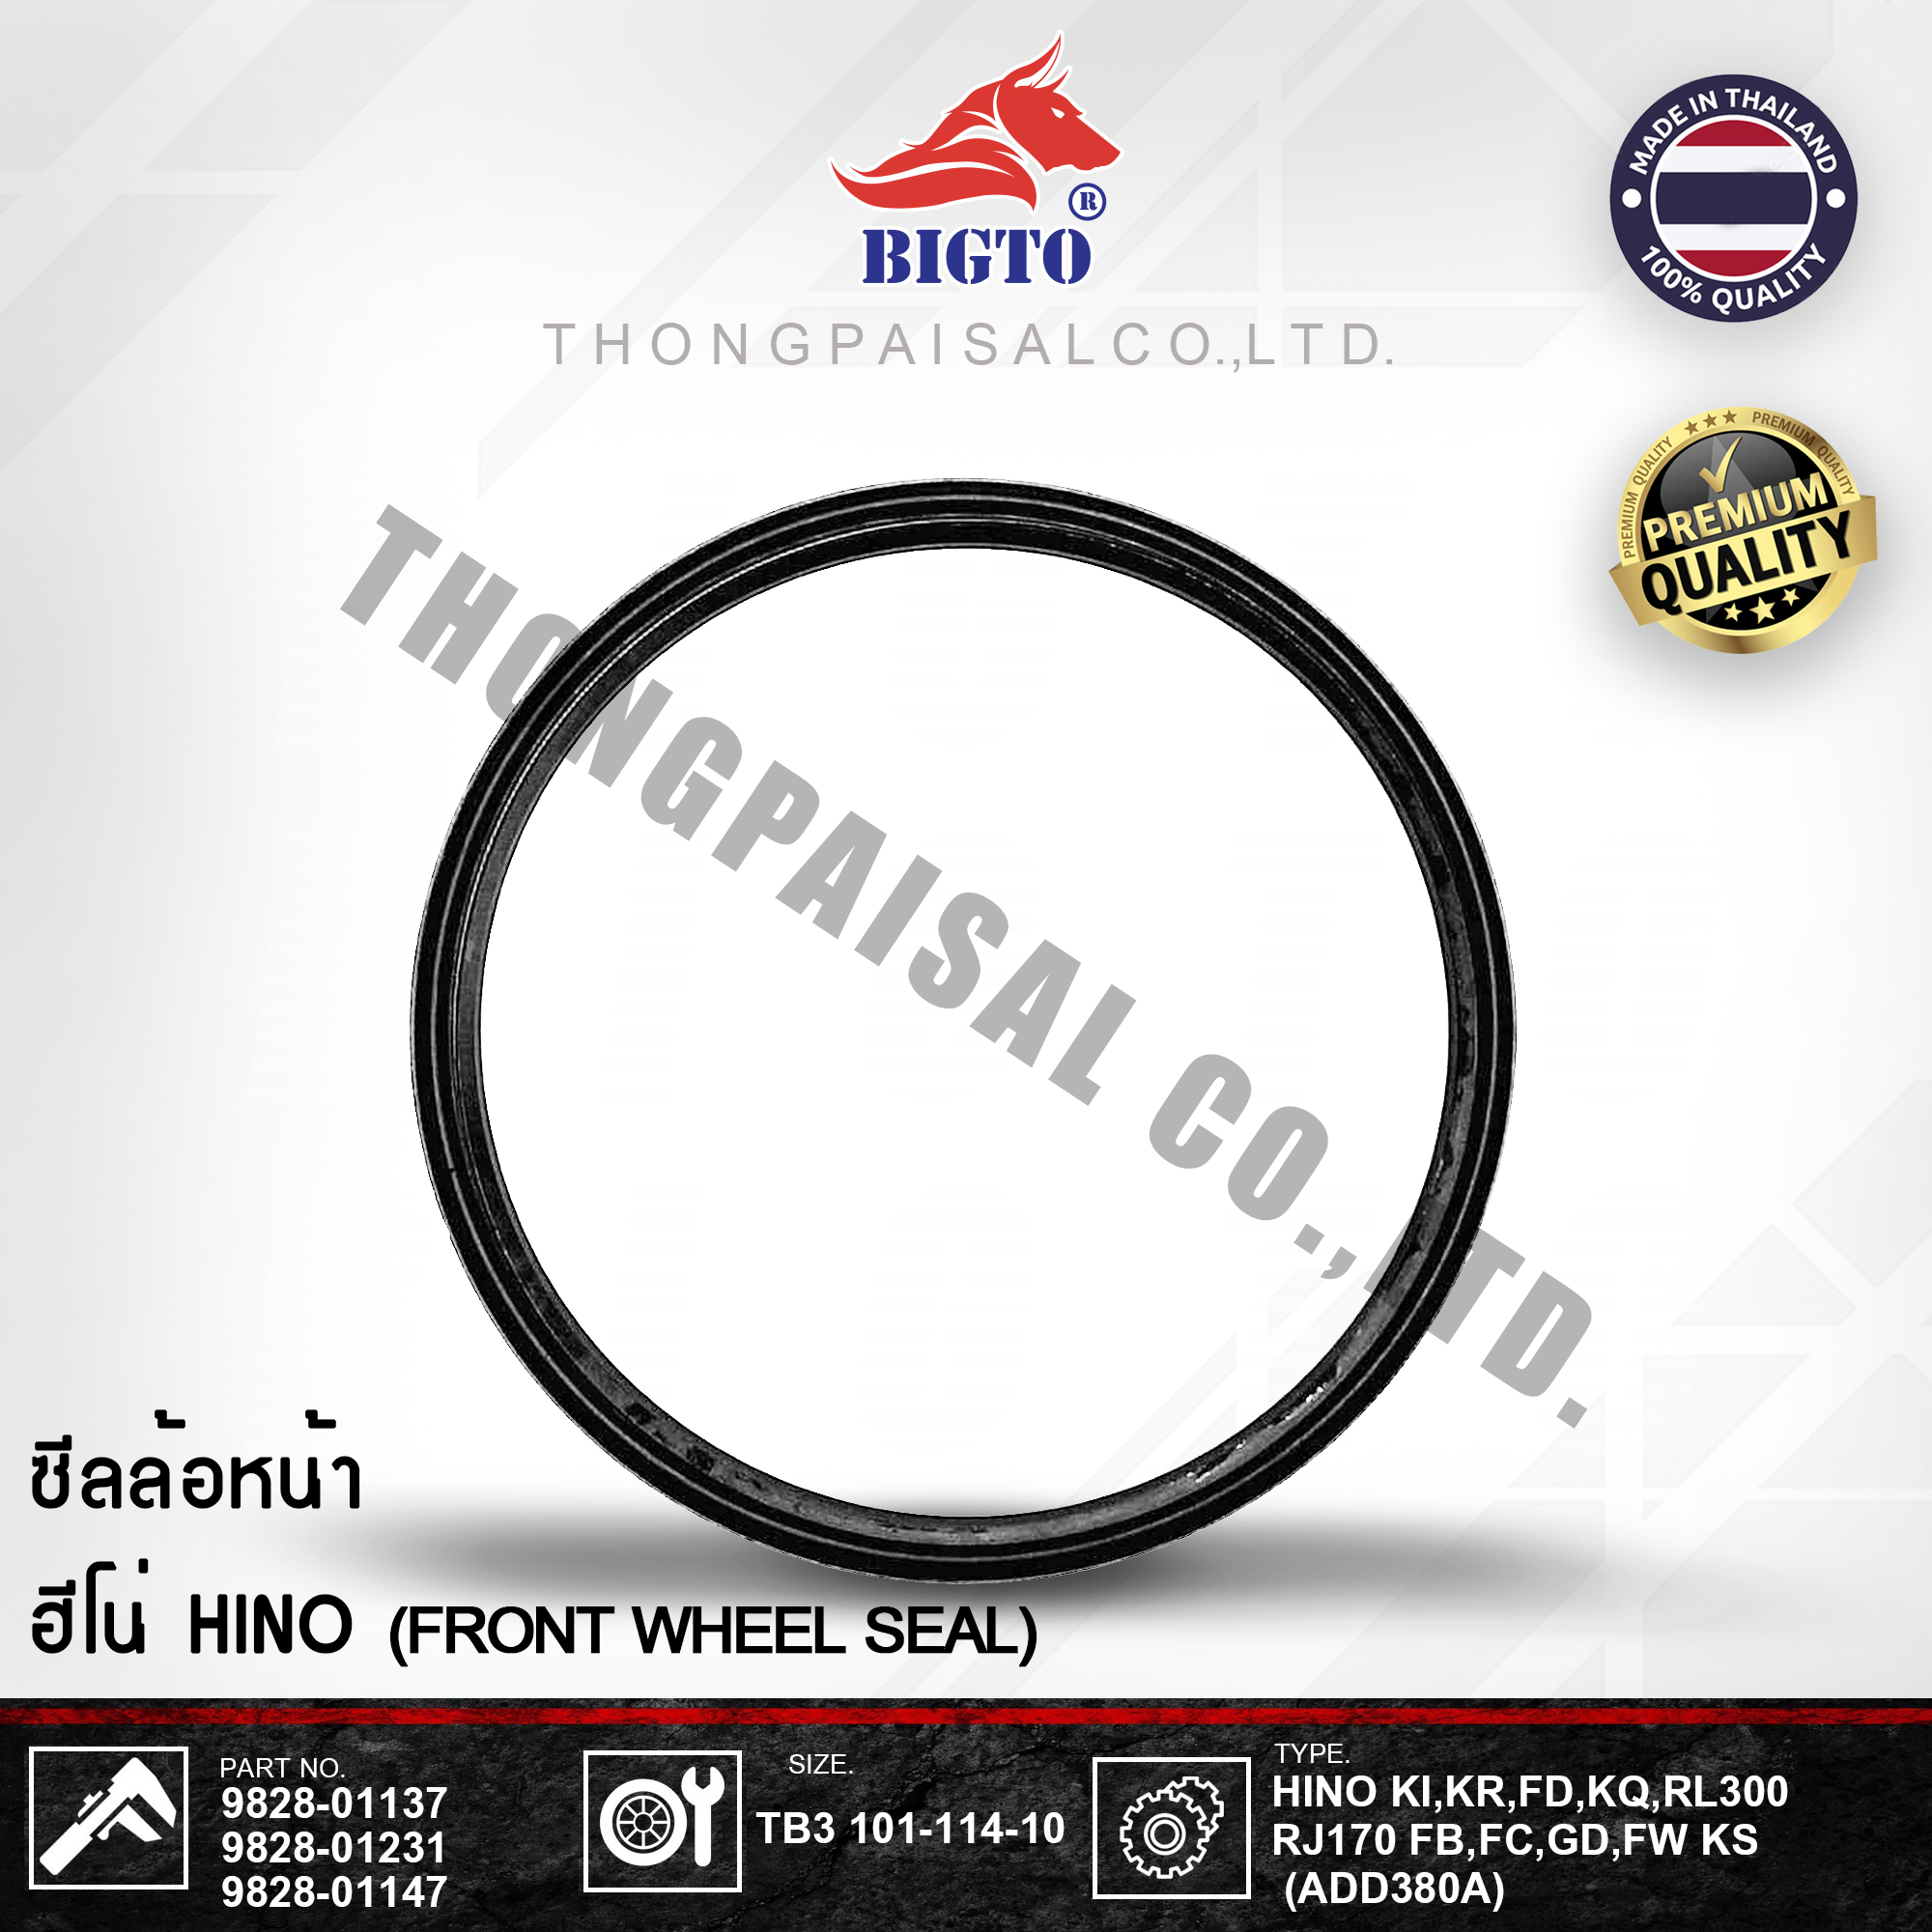 BIGTO
®
THONGPAISALCO.,LTD.
MADE IN THAILAND
100% QUALITY
PREMIUM QUALITY
PREMIUM QUALITY
PREMIUM QUALITY
PREMIUM
QUALITY
THONGPAISAL CO.,LTD.
ซีลล้อหน้า
ฮีโน่ HINO (FRONT WHEEL SEAL)
PART NO.
9828-01137
9828-01231
9828-01147
SIZE.
TB3 101-114-10
TYPE.
HINO KI,KR,FD,KQ,RL300
RJ170 FB,FC,GD,FW KS
(ADD380A)